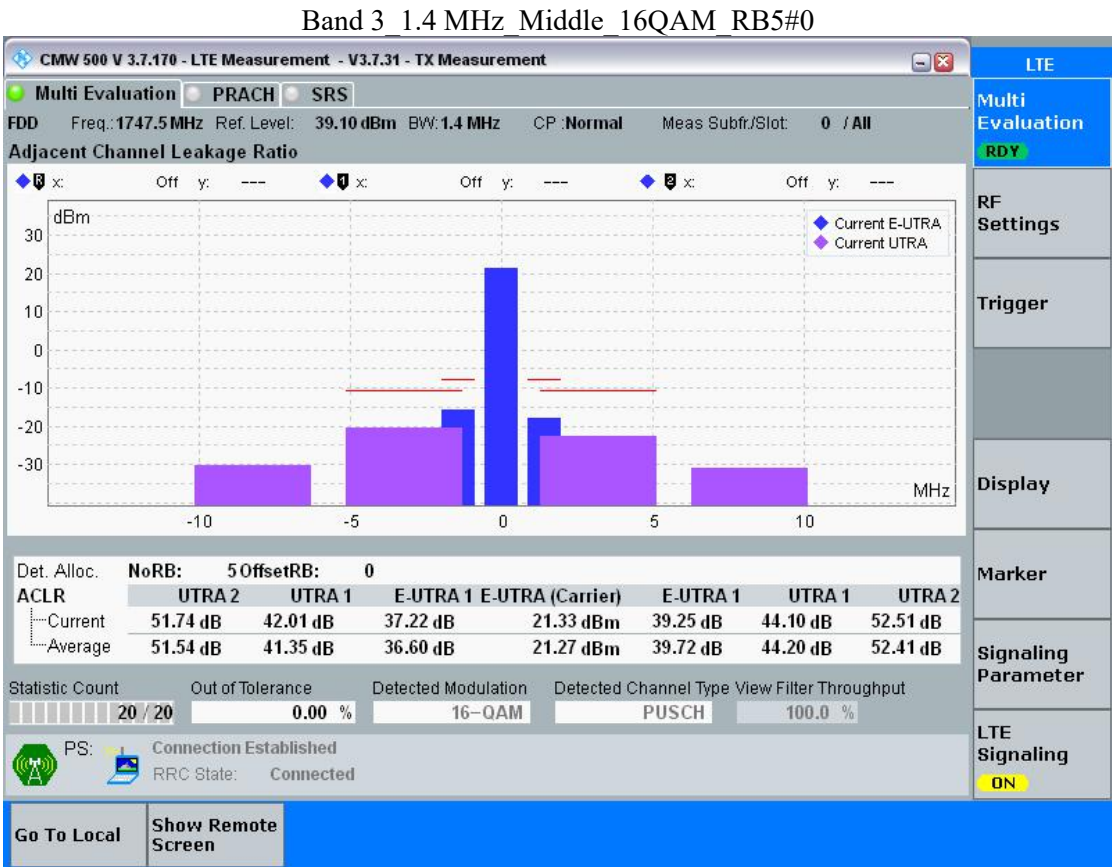 Band 3_1.4 MHz_Middle_16QAM_RB5#0
CMW 500 V 3.7.170 - LTE Measurement - V3.7.31 - TX Measurement
LTE
Multi Evaluation PRACH SRS
Multi
Evaluation
RDY
FDD Freq.: 1747.5 MHz Ref. Level: 39.10 dBm BW: 1.4 MHz CP : Normal Meas Subfr./Slot: 0 / All
Adjacent Channel Leakage Ratio
R x: Off y: --- 1 x: Off y: --- 2 x: Off y: ---
dBm
Current E-UTRA
Current UTRA
30
20
10
0
-10
-20
-30
MHz
-10 -5 0 5 10
RF
Settings
Trigger
Display
Marker
Signaling
Parameter
LTE
Signaling
ON
Det. Alloc. NoRB: 5 OffsetRB: 0
ACLR UTRA 2 UTRA 1 E-UTRA 1 E-UTRA (Carrier) E-UTRA 1 UTRA 1 UTRA 2
Current 51.74 dB 42.01 dB 37.22 dB 21.33 dBm 39.25 dB 44.10 dB 52.51 dB
Average 51.54 dB 41.35 dB 36.60 dB 21.27 dBm 39.72 dB 44.20 dB 52.41 dB
Statistic Count Out of Tolerance Detected Modulation Detected Channel Type View Filter Throughput
20 / 20 0.00 % 16-QAM PUSCH 100.0 %
PS: Connection Established
RRC State: Connected
Go To Local
Show Remote
Screen